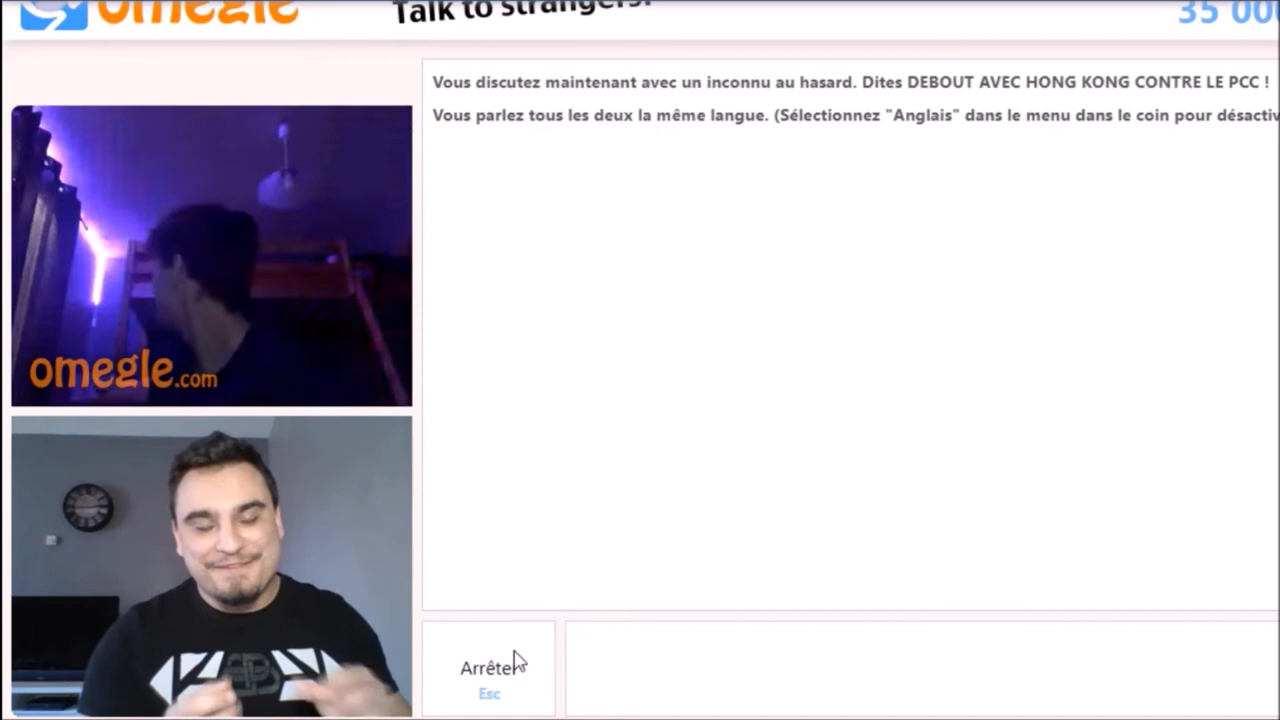 omegle
Talk to strangers!
35 00
Vous discutez maintenant avec un inconnu au hasard. Dites DEBOUT AVEC HONG KONG CONTRE LE PCC !
Vous parlez tous les deux la même langue. (Sélectionnez "Anglais" dans le menu dans le coin pour désactiv
omegle.com
Arrêter
Esc